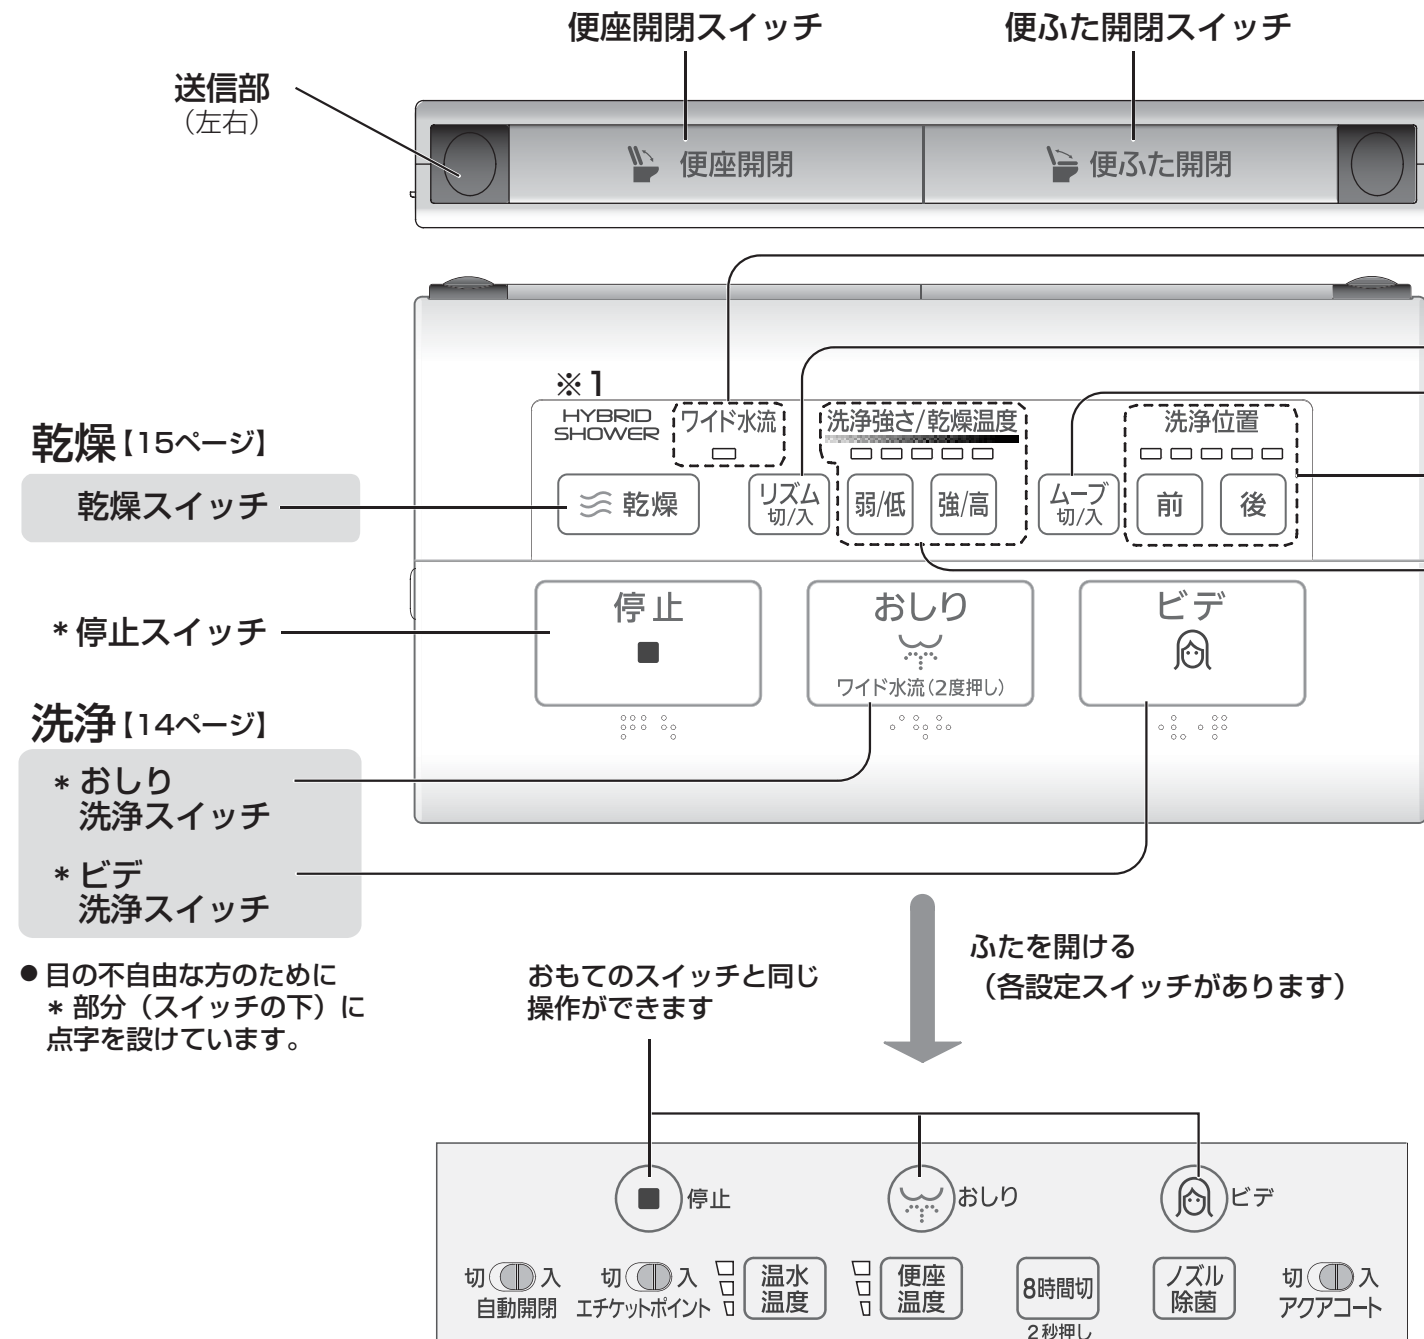 便座開閉スイッチ
便ふた開閉スイッチ
送信部
（左右）
便座開閉
便ふた開閉
※1
HYBRID
SHOWER
ワイド水流
洗浄強さ/乾燥温度
洗浄位置
乾燥【15ページ】
乾燥スイッチ
乾燥
リズム
切/入
弱/低
強/高
ムーブ
切/入
前
後
＊停止スイッチ
停止
おしり
ワイド水流（2度押し）
ビデ
洗浄【14ページ】
＊おしり
洗浄スイッチ
＊ビデ
洗浄スイッチ
●目の不自由な方のために
＊部分（スイッチの下）に
点字を設けています。
おもてのスイッチと同じ
操作ができます
ふたを開ける
（各設定スイッチがあります）
停止
おしり
ビデ
切 入
自動開閉
切 入
エチケットポイント
温水
温度
便座
温度
8時間切
2秒押し
ノズル
除菌
切 入
アクアコート